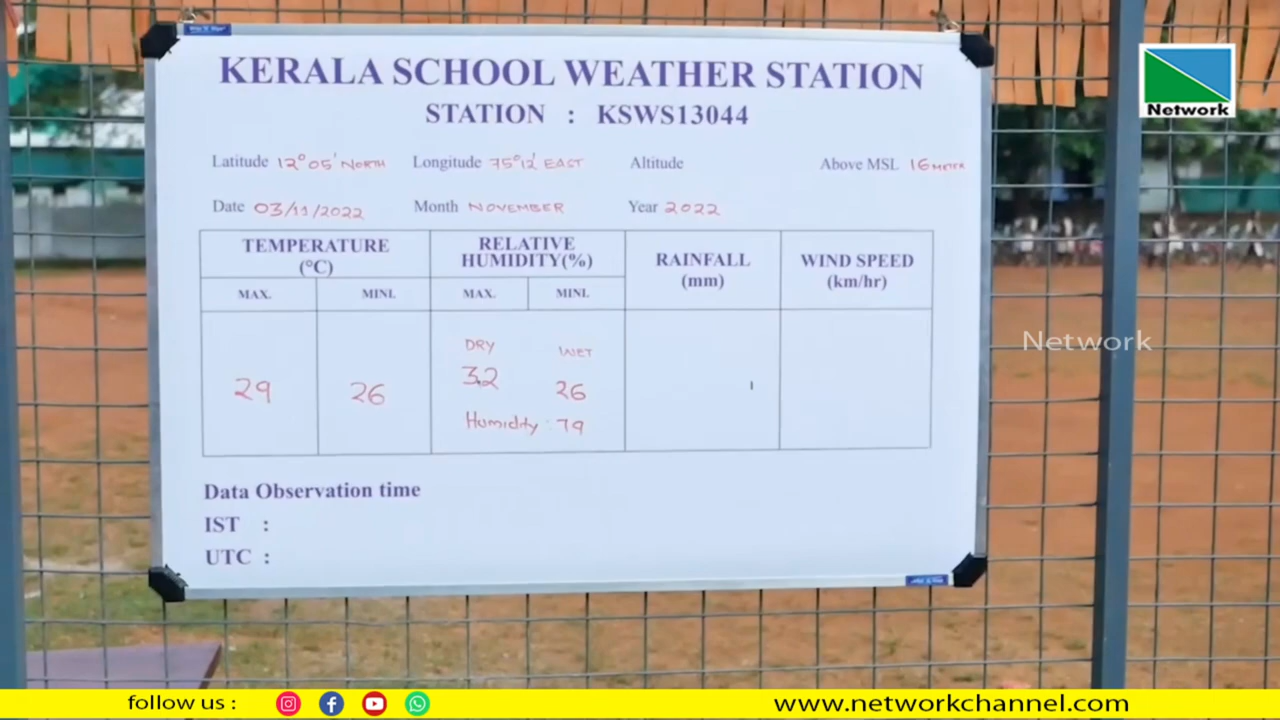 KERALA SCHOOL WEATHER STATION
STATION : KSWS13044
Latitude 12°05' NORTH Longitude 75°12' EAST Altitude Above MSL 16 METER
Date 03/11/2022 Month NOVEMBER Year 2022
TEMPERATURE (°C) RELATIVE HUMIDITY(%) RAINFALL (mm) WIND SPEED (km/hr)
MAX. MINI. MAX. MINI.
DRY WET
29 26 32 26
Humidity : 79
Data Observation time
IST :
UTC :
Network
Network
follow us : www.networkchannel.com